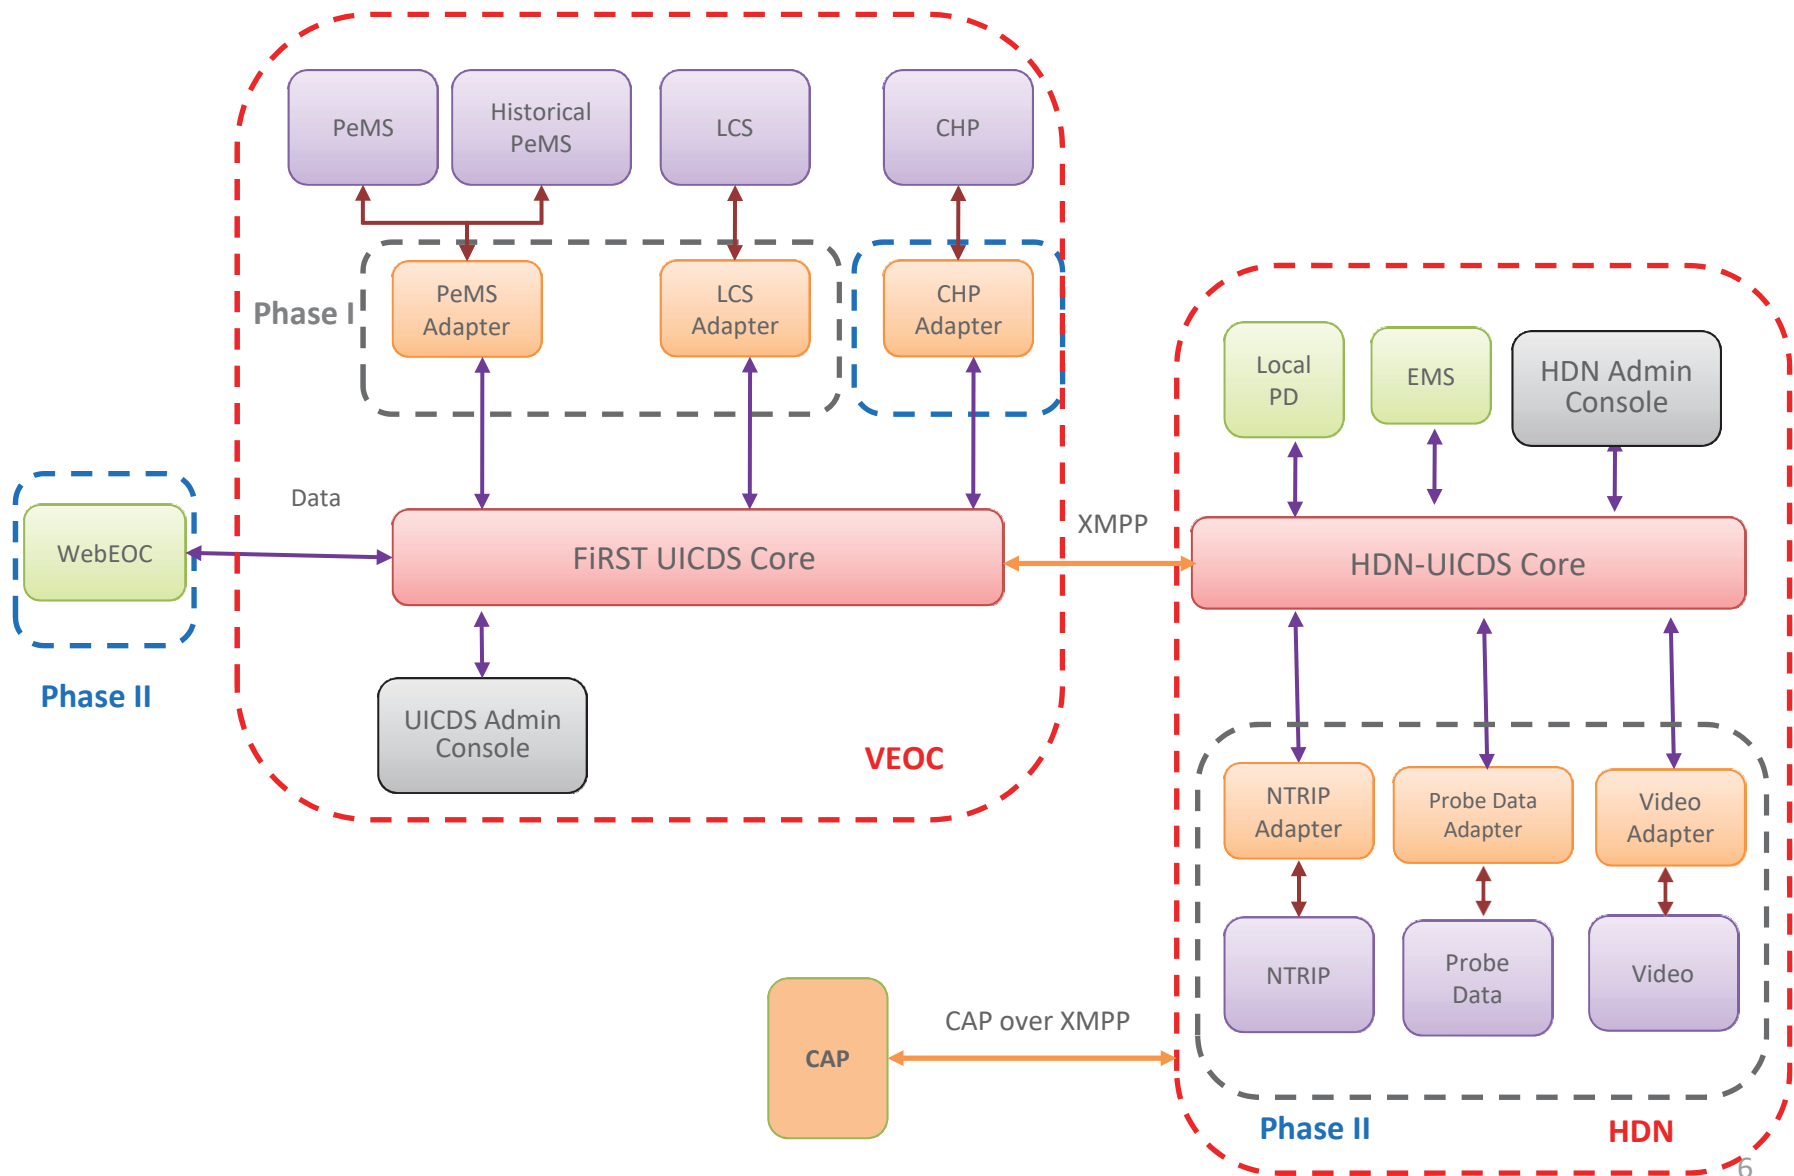 PeMS
Historical
PeMS
LCS
CHP
Phase I
PeMS
Adapter
LCS
Adapter
CHP
Adapter
Local
PD
EMS
HDN Admin
Console
Data
XMPP
WebEOC
FiRST UICDS Core
HDN-UICDS Core
Phase II
UICDS Admin
Console
VEOC
NTRIP
Adapter
Probe Data
Adapter
Video
Adapter
NTRIP
Probe
Data
Video
CAP
CAP over XMPP
Phase II
HDN
6